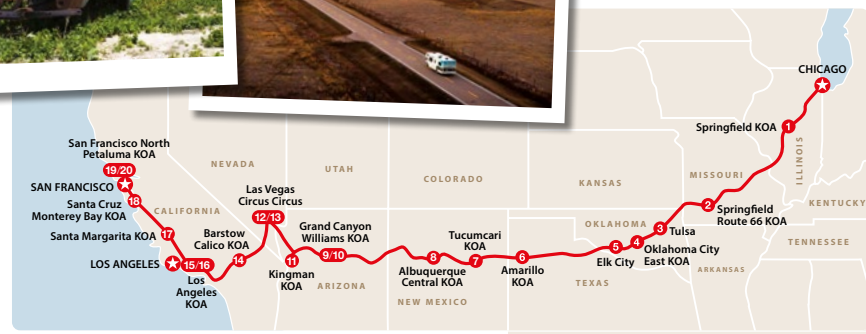 CHICAGO
1
Springfield KOA
ILLINOIS
San Francisco North
Petaluma KOA
19/20
SAN FRANCISCO
18
Santa Cruz
Monterey Bay KOA
CALIFORNIA
17
Santa Margarita KOA
LOS ANGELES
15/16
Los
Angeles
KOA
NEVADA
UTAH
COLORADO
KANSAS
MISSOURI
KENTUCKY
TENNESSEE
ARKANSAS
Las Vegas
Circus Circus
12/13
Barstow
Calico KOA
14
Grand Canyon
Williams KOA
9/10
11
Kingman
KOA
ARIZONA
8
Albuquerque
Central KOA
NEW MEXICO
Tucumcari
KOA
7
6
Amarillo
KOA
TEXAS
OKLAHOMA
5
Elk City
4
Oklahoma City
East KOA
3
Tulsa
2
Springfield
Route 66 KOA